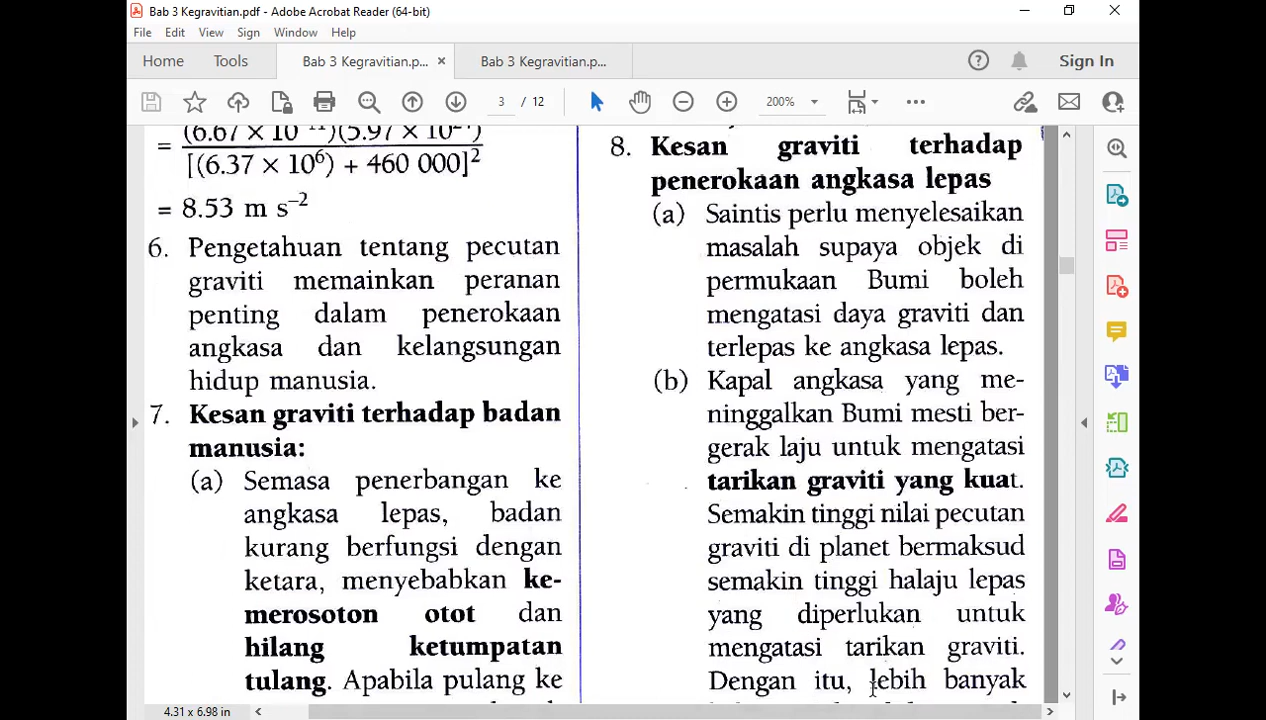 Bab 3 Kegravitian.pdf - Adobe Acrobat Reader (64-bit)
File Edit View Sign Window Help
Home Tools Bab 3 Kegravitian.p... × Bab 3 Kegravitian.p... Sign In
3 / 12 200%
(6.67 × 10⁻¹¹)(5.97 × 10²⁴)
= [(6.37 × 10⁶) + 460 000]²
= 8.53 m s⁻²
6. Pengetahuan tentang pecutan
graviti memainkan peranan
penting dalam penerokaan
angkasa dan kelangsungan
hidup manusia.
7. Kesan graviti terhadap badan
manusia:
(a) Semasa penerbangan ke
angkasa lepas, badan
kurang berfungsi dengan
ketara, menyebabkan ke-
merosoton otot dan
hilang ketumpatan
tulang. Apabila pulang ke
8. Kesan graviti terhadap
penerokaan angkasa lepas
(a) Saintis perlu menyelesaikan
masalah supaya objek di
permukaan Bumi boleh
mengatasi daya graviti dan
terlepas ke angkasa lepas.
(b) Kapal angkasa yang me-
ninggalkan Bumi mesti ber-
gerak laju untuk mengatasi
tarikan graviti yang kuat.
Semakin tinggi nilai pecutan
graviti di planet bermaksud
semakin tinggi halaju lepas
yang diperlukan untuk
mengatasi tarikan graviti.
Dengan itu, lebih banyak
4.31 x 6.98 in